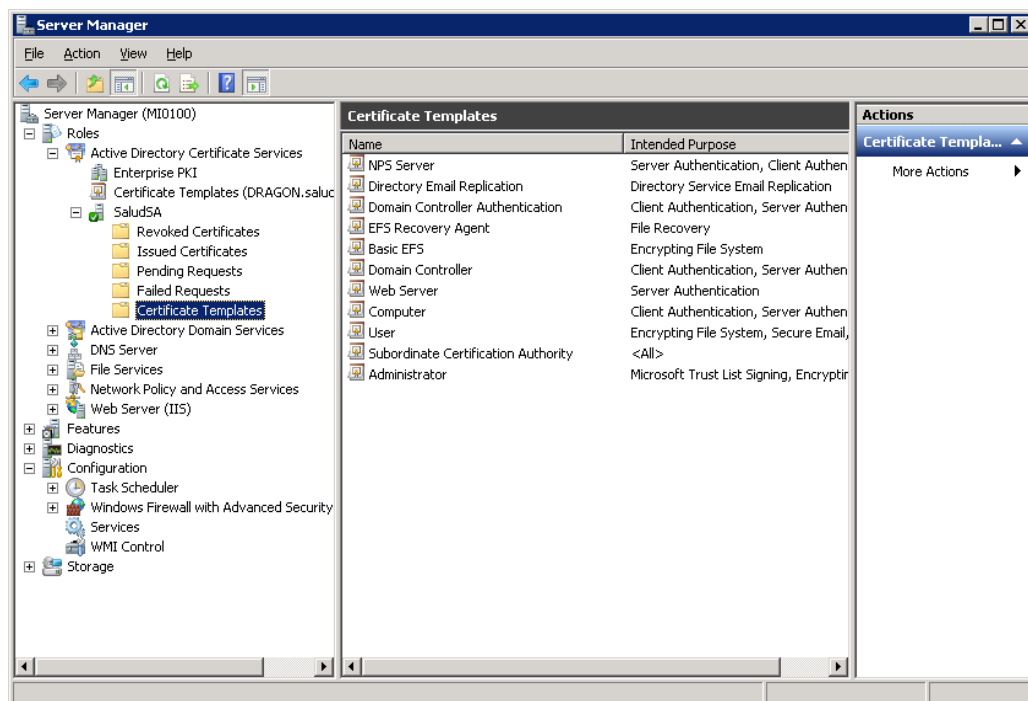 Server Manager
File Action View Help
Server Manager (MI0100)
Roles
Active Directory Certificate Services
Enterprise PKI
Certificate Templates (DRAGON.saluc
SaludSA
Revoked Certificates
Issued Certificates
Pending Requests
Failed Requests
Certificate Templates
Active Directory Domain Services
DNS Server
File Services
Network Policy and Access Services
Web Server (IIS)
Features
Diagnostics
Configuration
Task Scheduler
Windows Firewall with Advanced Security
Services
WMI Control
Storage
Certificate Templates
Name Intended Purpose
NPS Server Server Authentication, Client Authen
Directory Email Replication Directory Service Email Replication
Domain Controller Authentication Client Authentication, Server Authen
EFS Recovery Agent File Recovery
Basic EFS Encrypting File System
Domain Controller Client Authentication, Server Authen
Web Server Server Authentication
Computer Client Authentication, Server Authen
User Encrypting File System, Secure Email,
Subordinate Certification Authority <All>
Administrator Microsoft Trust List Signing, Encryptin
Actions
Certificate Templa...
More Actions